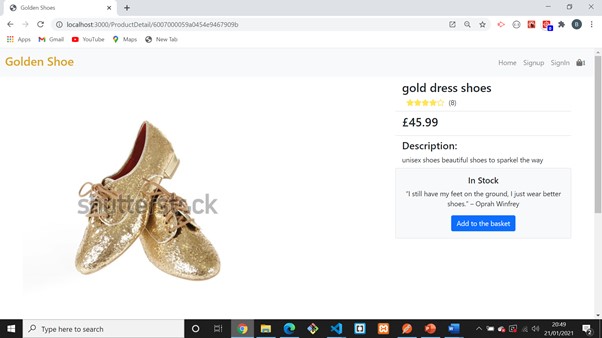 Golden Shoes
localhost:3000/ProductDetail/6007000059a0454e9467909b
B
Apps Gmail YouTube Maps New Tab
Golden Shoe
Home Signup SignIn 1
gold dress shoes
(8)
£45.99
Description:
unisex shoes beautiful shoes to sparkel the way
In Stock
"I still have my feet on the ground, I just wear better
shoes." – Oprah Winfrey
Add to the basket
shutterstock
Type here to search
20:49
21/01/2021
2